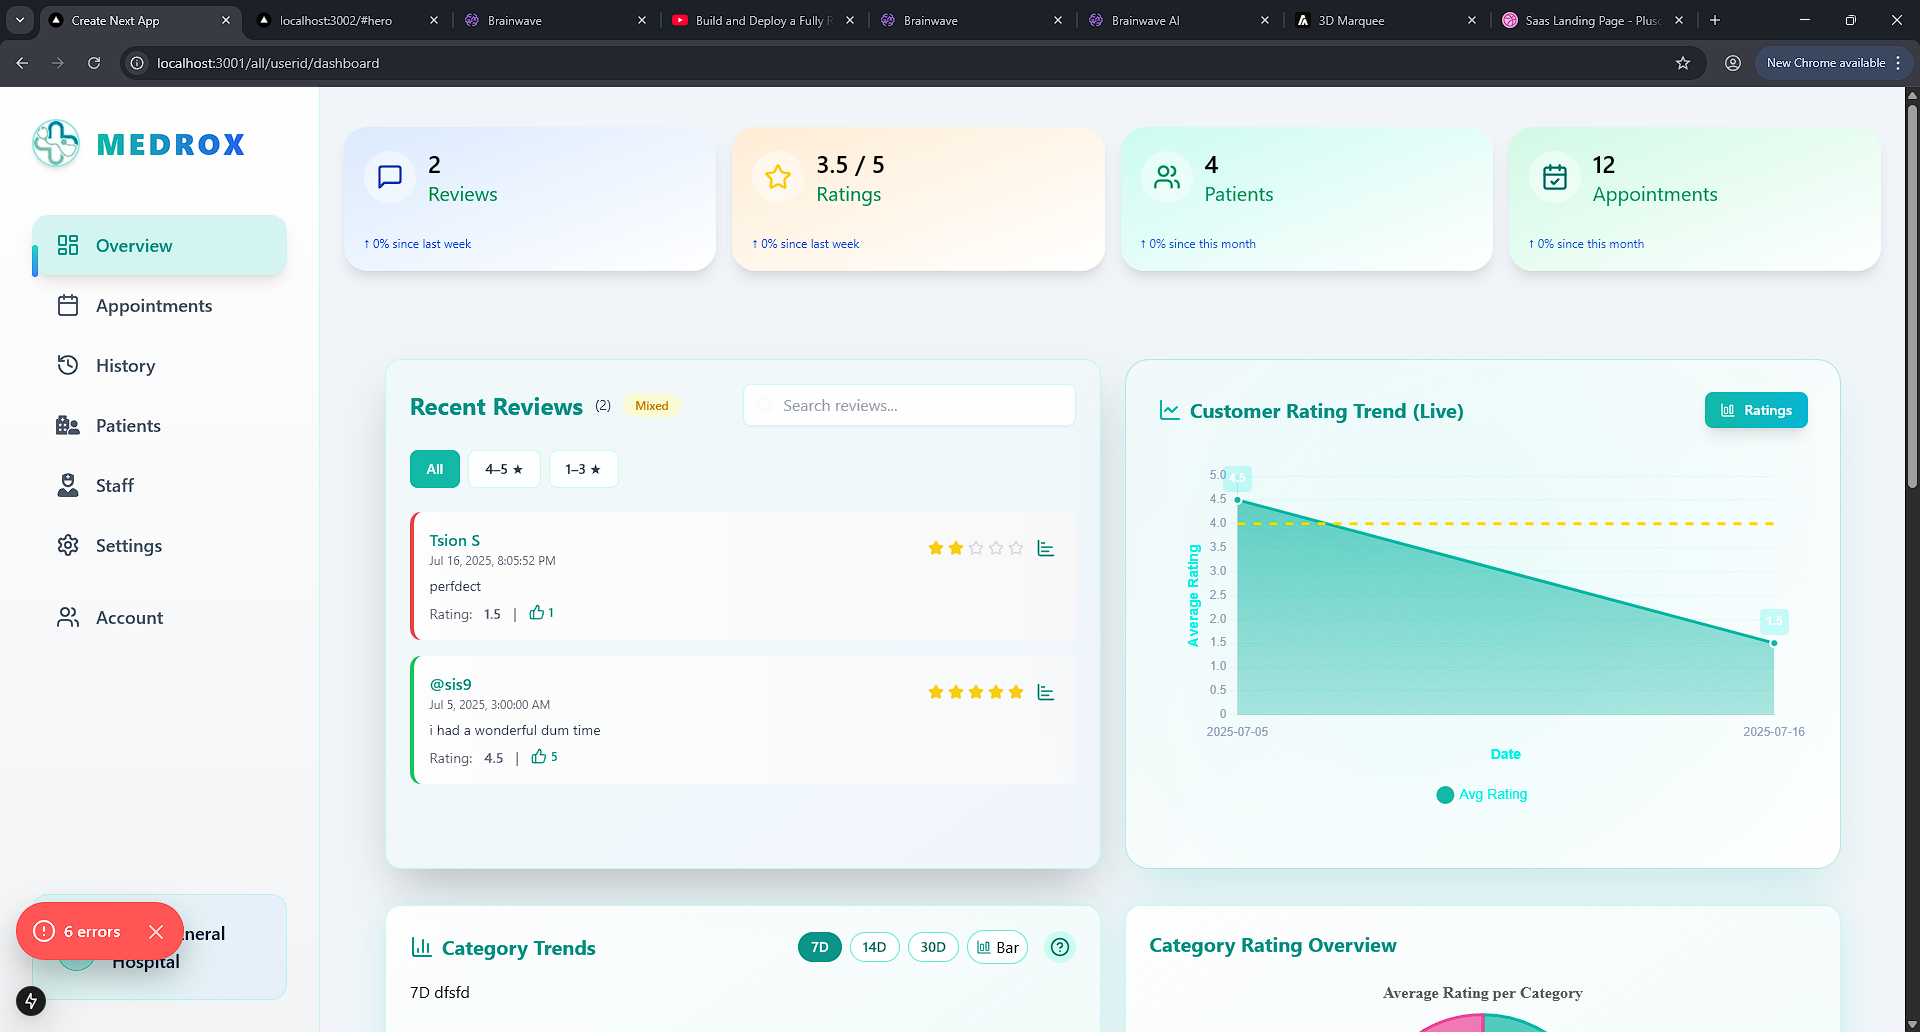 Create Next App
localhost:3002/#hero
Brainwave
Build and Deploy a Fully R
Brainwave
Brainwave AI
3D Marquee
Saas Landing Page - Plus
localhost:3001/all/userid/dashboard
New Chrome available
MEDROX
Overview
Appointments
History
Patients
Staff
Settings
Account
6 errors
neral
Hospital
2
Reviews
↑ 0% since last week
3.5 / 5
Ratings
↑ 0% since last week
4
Patients
↑ 0% since this month
12
Appointments
↑ 0% since this month
Recent Reviews (2) Mixed
Search reviews...
All
4–5 ★
1–3 ★
Tsion S
Jul 16, 2025, 8:05:52 PM
perfdect
Rating: 1.5 | 1
@sis9
Jul 5, 2025, 3:00:00 AM
i had a wonderful dum time
Rating: 4.5 | 5
Customer Rating Trend (Live)
Ratings
5.0
4.5
4.0
3.5
3.0
2.5
2.0
1.5
1.0
0.5
0
Average Rating
4.5
1.5
2025-07-05
2025-07-16
Date
Avg Rating
Category Trends
7D
14D
30D
Bar
7D dfsfd
Category Rating Overview
Average Rating per Category